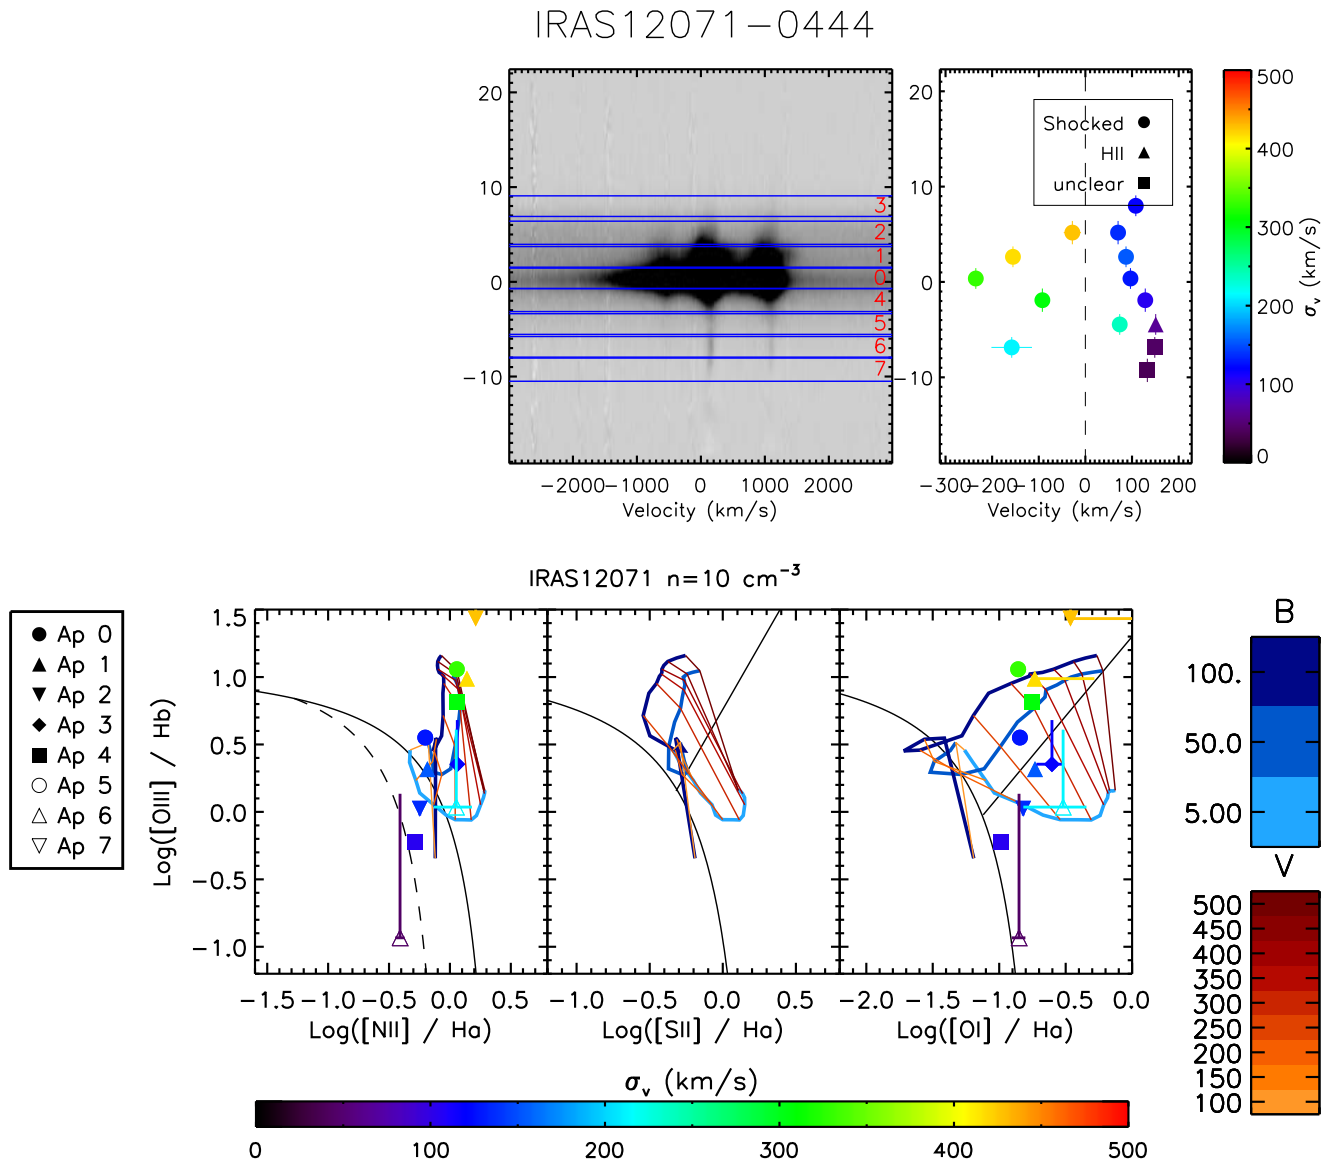 IRAS12071−0444
20
10
0
−10
3
2
1
0
4
5
6
7
−2000
−1000
0
1000
2000
Velocity (km/s)
20
10
0
−10
Shocked
HII
unclear
−300
−200
−100
0
100
200
Velocity (km/s)
500
400
300
200
100
0
σv (km/s)
IRAS12071 n=10 cm−3
Ap 0
Ap 1
Ap 2
Ap 3
Ap 4
Ap 5
Ap 6
Ap 7
Log([OIII] / Hb)
1.5
1.0
0.5
0.0
−0.5
−1.0
−1.5 −1.0 −0.5 0.0 0.5
Log([NII] / Ha)
−1.0 −0.5 0.0 0.5
Log([SII] / Ha)
−2.0 −1.5 −1.0 −0.5 0.0
Log([OI] / Ha)
B
100.
50.0
5.00
V
500
450
400
350
300
250
200
150
100
σv (km/s)
0 100 200 300 400 500